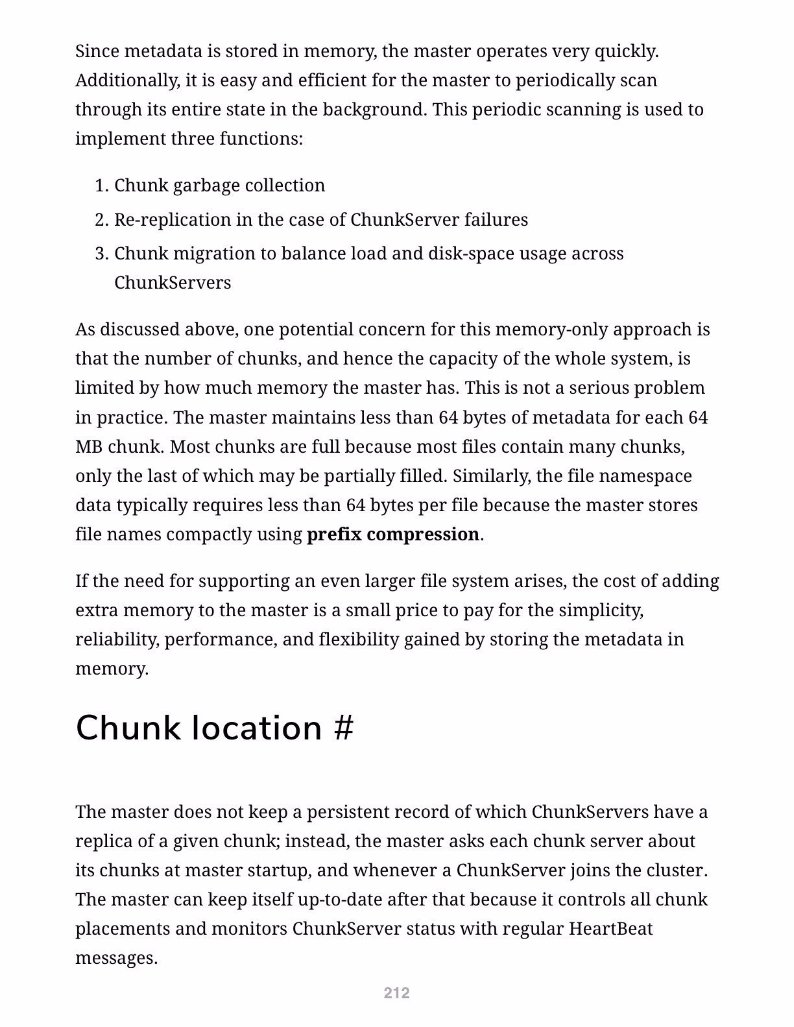 Since metadata is stored in memory, the master operates very quickly.
Additionally, it is easy and efficient for the master to periodically scan
through its entire state in the background. This periodic scanning is used to
implement three functions:
1. Chunk garbage collection
2. Re-replication in the case of ChunkServer failures
3. Chunk migration to balance load and disk-space usage across
ChunkServers
As discussed above, one potential concern for this memory-only approach is
that the number of chunks, and hence the capacity of the whole system, is
limited by how much memory the master has. This is not a serious problem
in practice. The master maintains less than 64 bytes of metadata for each 64
MB chunk. Most chunks are full because most files contain many chunks,
only the last of which may be partially filled. Similarly, the file namespace
data typically requires less than 64 bytes per file because the master stores
file names compactly using prefix compression.
If the need for supporting an even larger file system arises, the cost of adding
extra memory to the master is a small price to pay for the simplicity,
reliability, performance, and flexibility gained by storing the metadata in
memory.
Chunk location #
The master does not keep a persistent record of which ChunkServers have a
replica of a given chunk; instead, the master asks each chunk server about
its chunks at master startup, and whenever a ChunkServer joins the cluster.
The master can keep itself up-to-date after that because it controls all chunk
placements and monitors ChunkServer status with regular HeartBeat
messages.
212